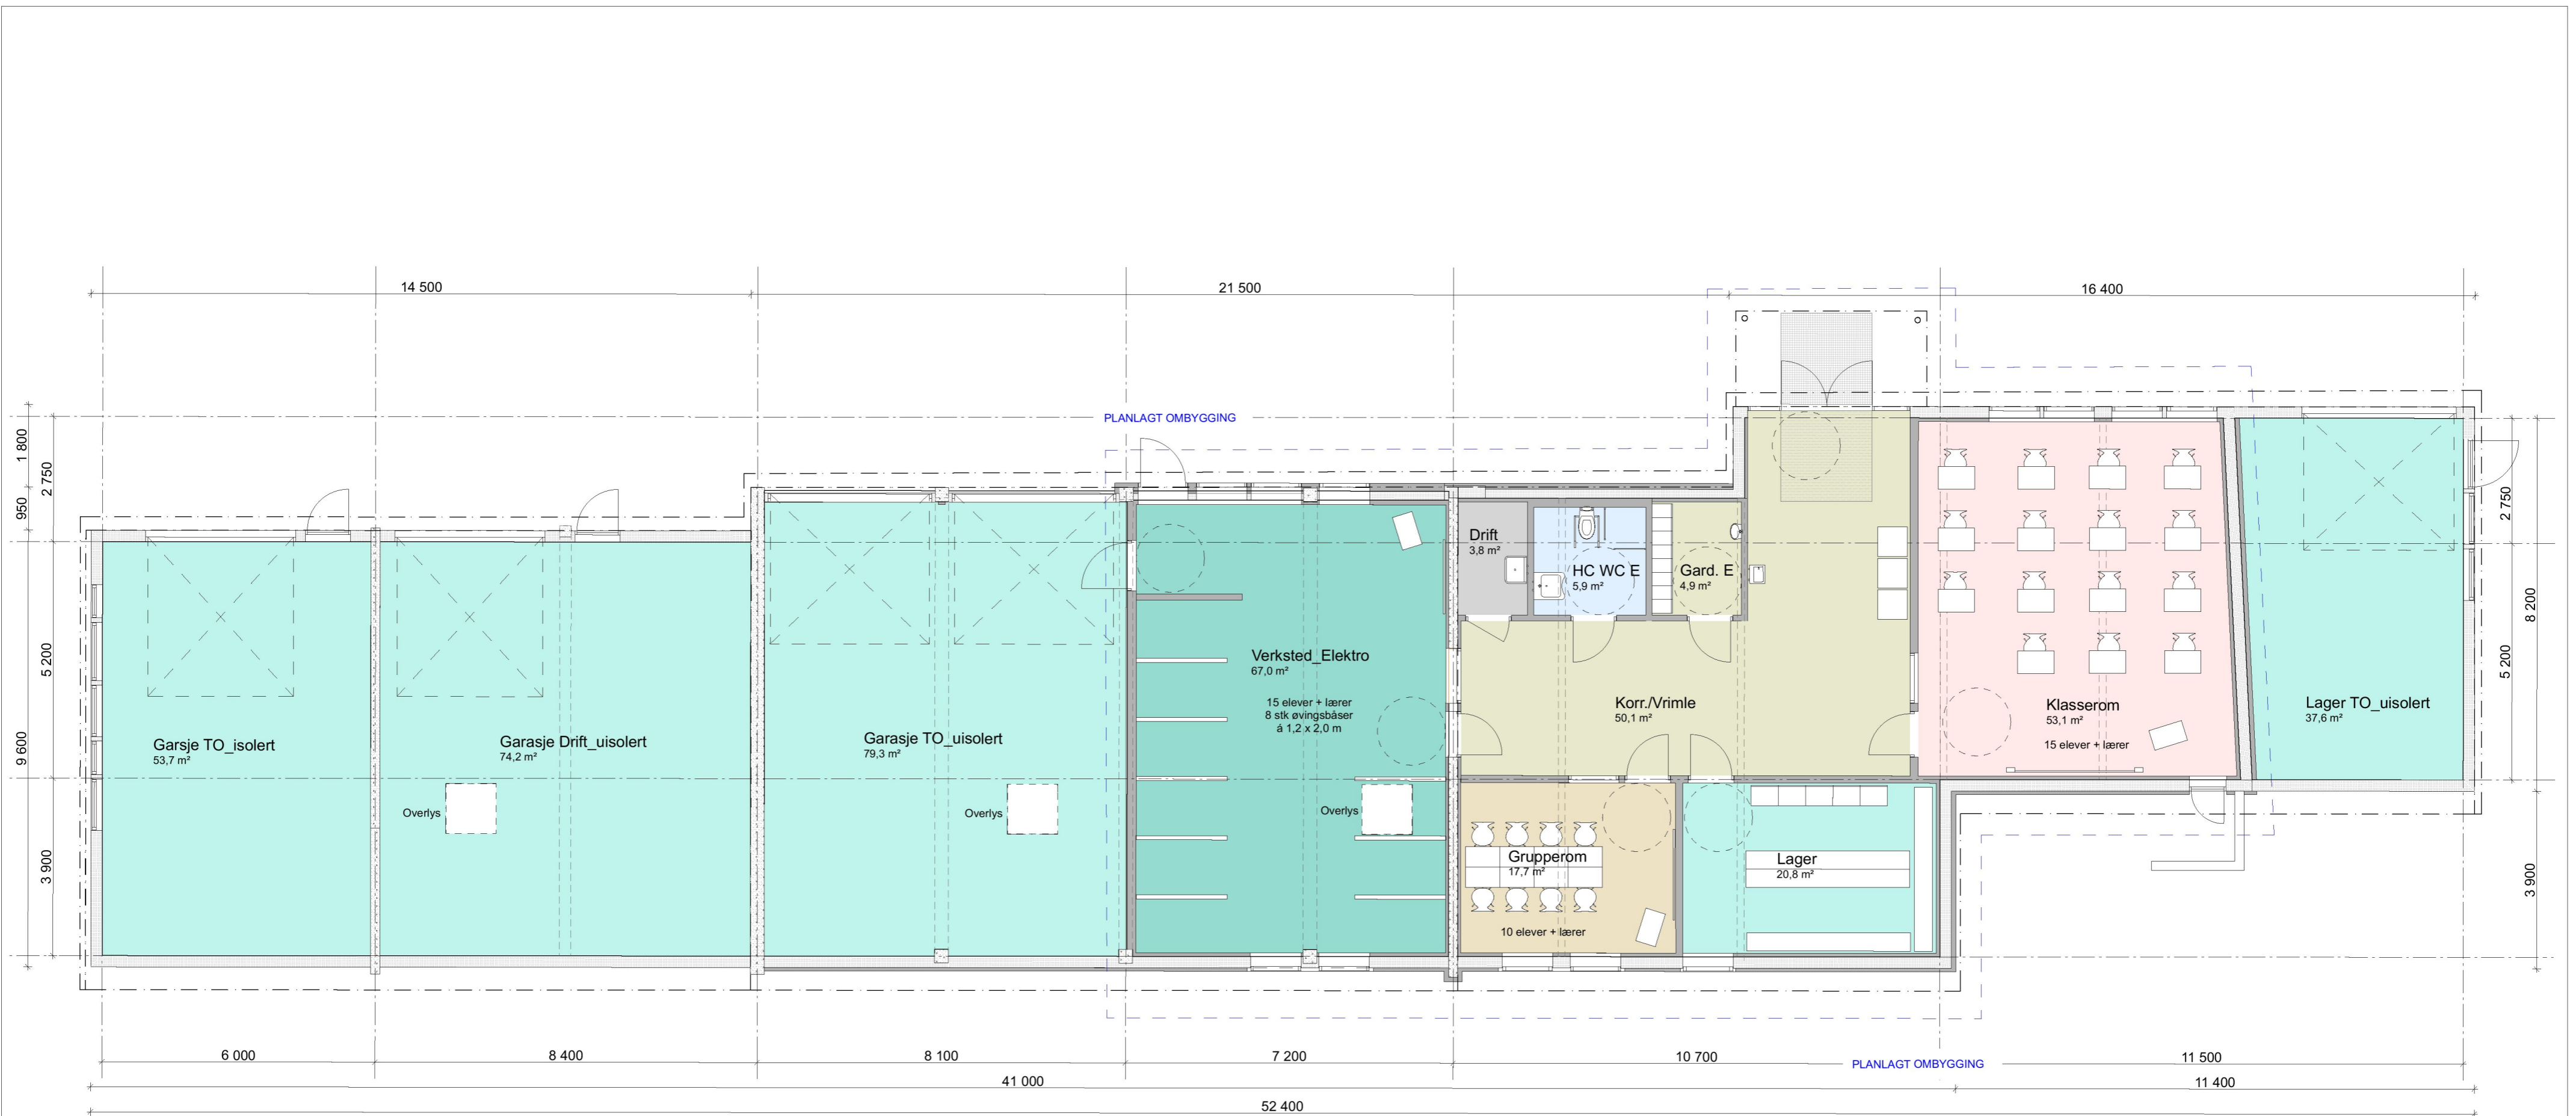 14 500
21 500
16 400
PLANLAGT OMBYGGING
1 800
2 750
950
5 200
9 600
3 900
2 750
8 200
5 200
3 900
Garsje TO_isolert
53,7 m²
Garasje Drift_uisolert
74,2 m²
Overlys
Garasje TO_uisolert
79,3 m²
Overlys
Verksted_Elektro
67,0 m²
15 elever + lærer
8 stk øvingsbåser
á 1,2 x 2,0 m
Overlys
Drift
3,8 m²
HC WC E
5,9 m²
Gard. E
4,9 m²
Korr./Vrimle
50,1 m²
Grupperom
17,7 m²
10 elever + lærer
Lager
20,8 m²
Klasserom
53,1 m²
15 elever + lærer
Lager TO_uisolert
37,6 m²
6 000
8 400
8 100
7 200
10 700
PLANLAGT OMBYGGING
11 500
41 000
11 400
52 400